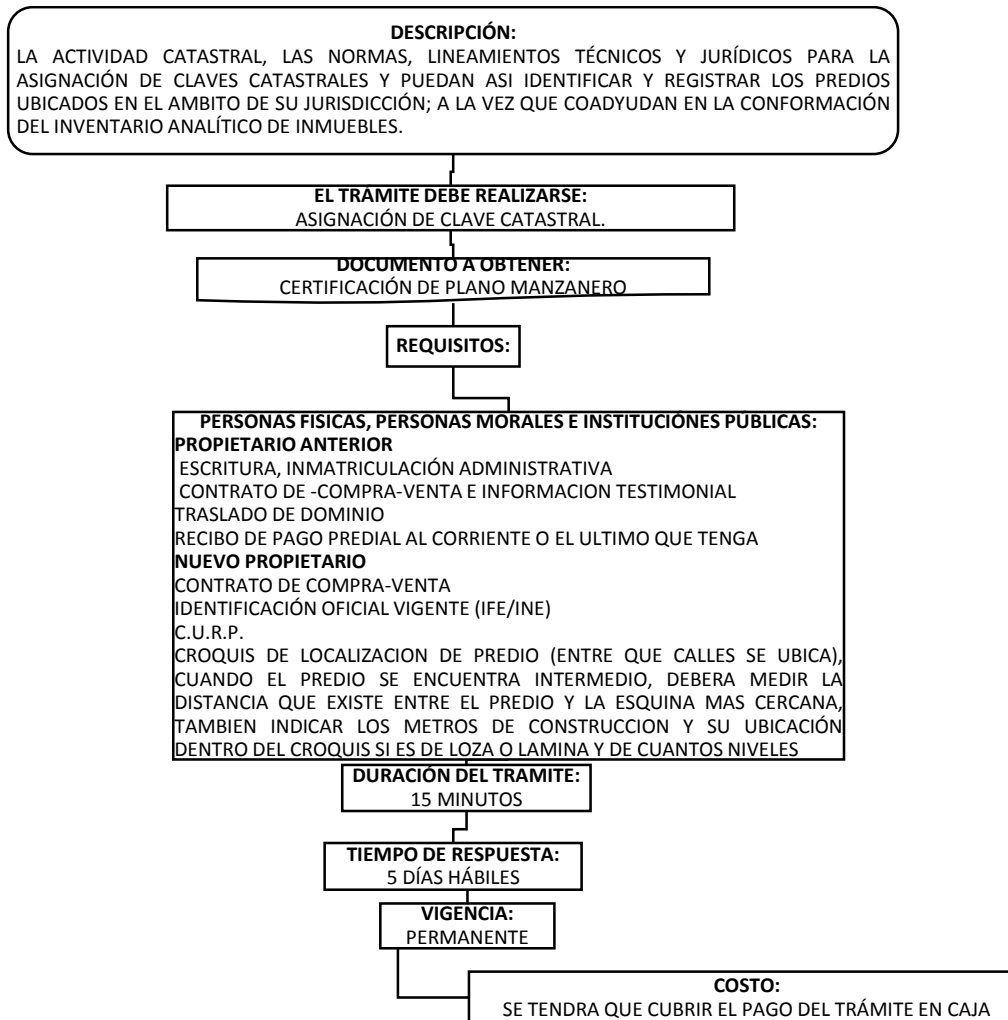 DESCRIPCIÓN:
LA ACTIVIDAD CATASTRAL, LAS NORMAS, LINEAMIENTOS TÉCNICOS Y JURÍDICOS PARA LA
ASIGNACIÓN DE CLAVES CATASTRALES Y PUEDAN ASI IDENTIFICAR Y REGISTRAR LOS PREDIOS
UBICADOS EN EL AMBITO DE SU JURISDICCIÓN; A LA VEZ QUE COADYUDAN EN LA CONFORMACIÓN
DEL INVENTARIO ANALÍTICO DE INMUEBLES.
EL TRÁMITE DEBE REALIZARSE:
ASIGNACIÓN DE CLAVE CATASTRAL.
DOCUMENTO A OBTENER:
CERTIFICACIÓN DE PLANO MANZANERO
REQUISITOS:
PERSONAS FISICAS, PERSONAS MORALES E INSTITUCIÓNES PÚBLICAS:
PROPIETARIO ANTERIOR
ESCRITURA, INMATRICULACIÓN ADMINISTRATIVA
CONTRATO DE -COMPRA-VENTA E INFORMACION TESTIMONIAL
TRASLADO DE DOMINIO
RECIBO DE PAGO PREDIAL AL CORRIENTE O EL ULTIMO QUE TENGA
NUEVO PROPIETARIO
CONTRATO DE COMPRA-VENTA
IDENTIFICACIÓN OFICIAL VIGENTE (IFE/INE)
C.U.R.P.
CROQUIS DE LOCALIZACION DE PREDIO (ENTRE QUE CALLES SE UBICA),
CUANDO EL PREDIO SE ENCUENTRA INTERMEDIO, DEBERA MEDIR LA
DISTANCIA QUE EXISTE ENTRE EL PREDIO Y LA ESQUINA MAS CERCANA,
TAMBIEN INDICAR LOS METROS DE CONSTRUCCION Y SU UBICACIÓN
DENTRO DEL CROQUIS SI ES DE LOZA O LAMINA Y DE CUANTOS NIVELES
DURACIÓN DEL TRAMITE:
15 MINUTOS
TIEMPO DE RESPUESTA:
5 DÍAS HÁBILES
VIGENCIA:
PERMANENTE
COSTO:
SE TENDRA QUE CUBRIR EL PAGO DEL TRÁMITE EN CAJA